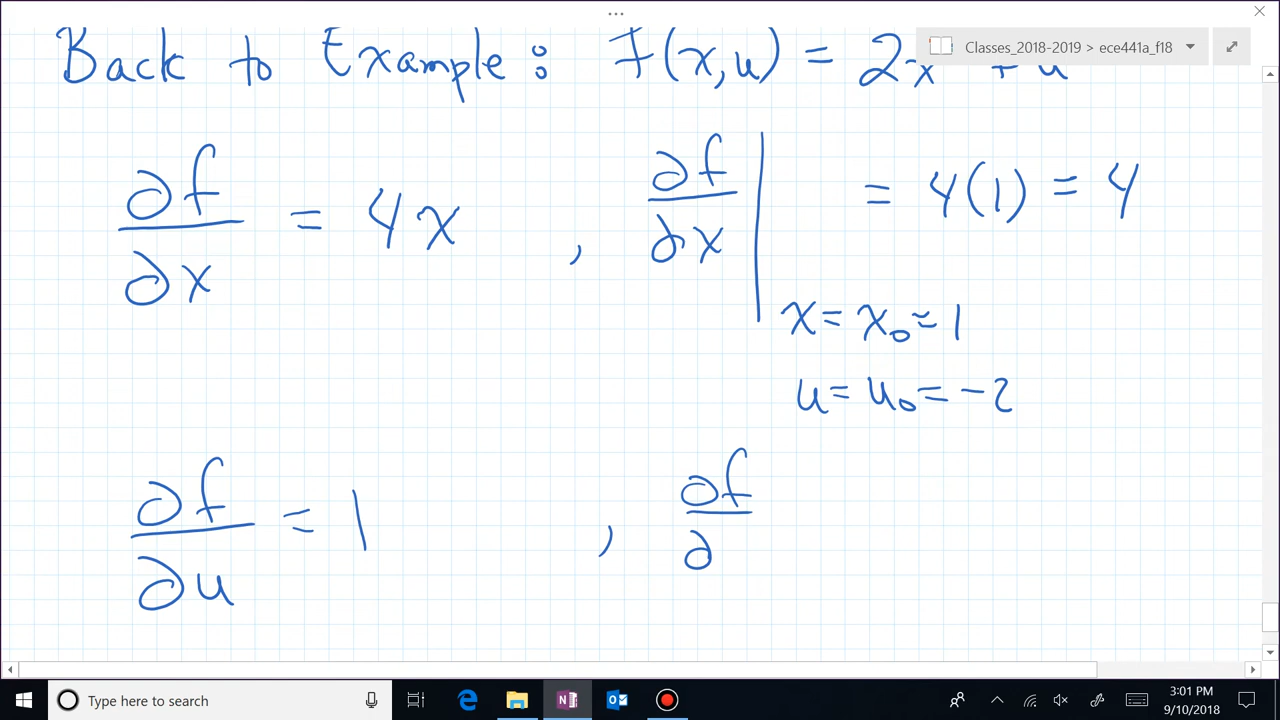 ...
Classes_2018-2019 > ece441a_f18
Back to Example: f(x,u) = 2x + u
∂f/∂x = 4x , ∂f/∂x | = 4(1) = 4
x = x₀ = 1
u = u₀ = -2
∂f/∂u = 1 , ∂f/∂
Type here to search
3:01 PM
9/10/2018